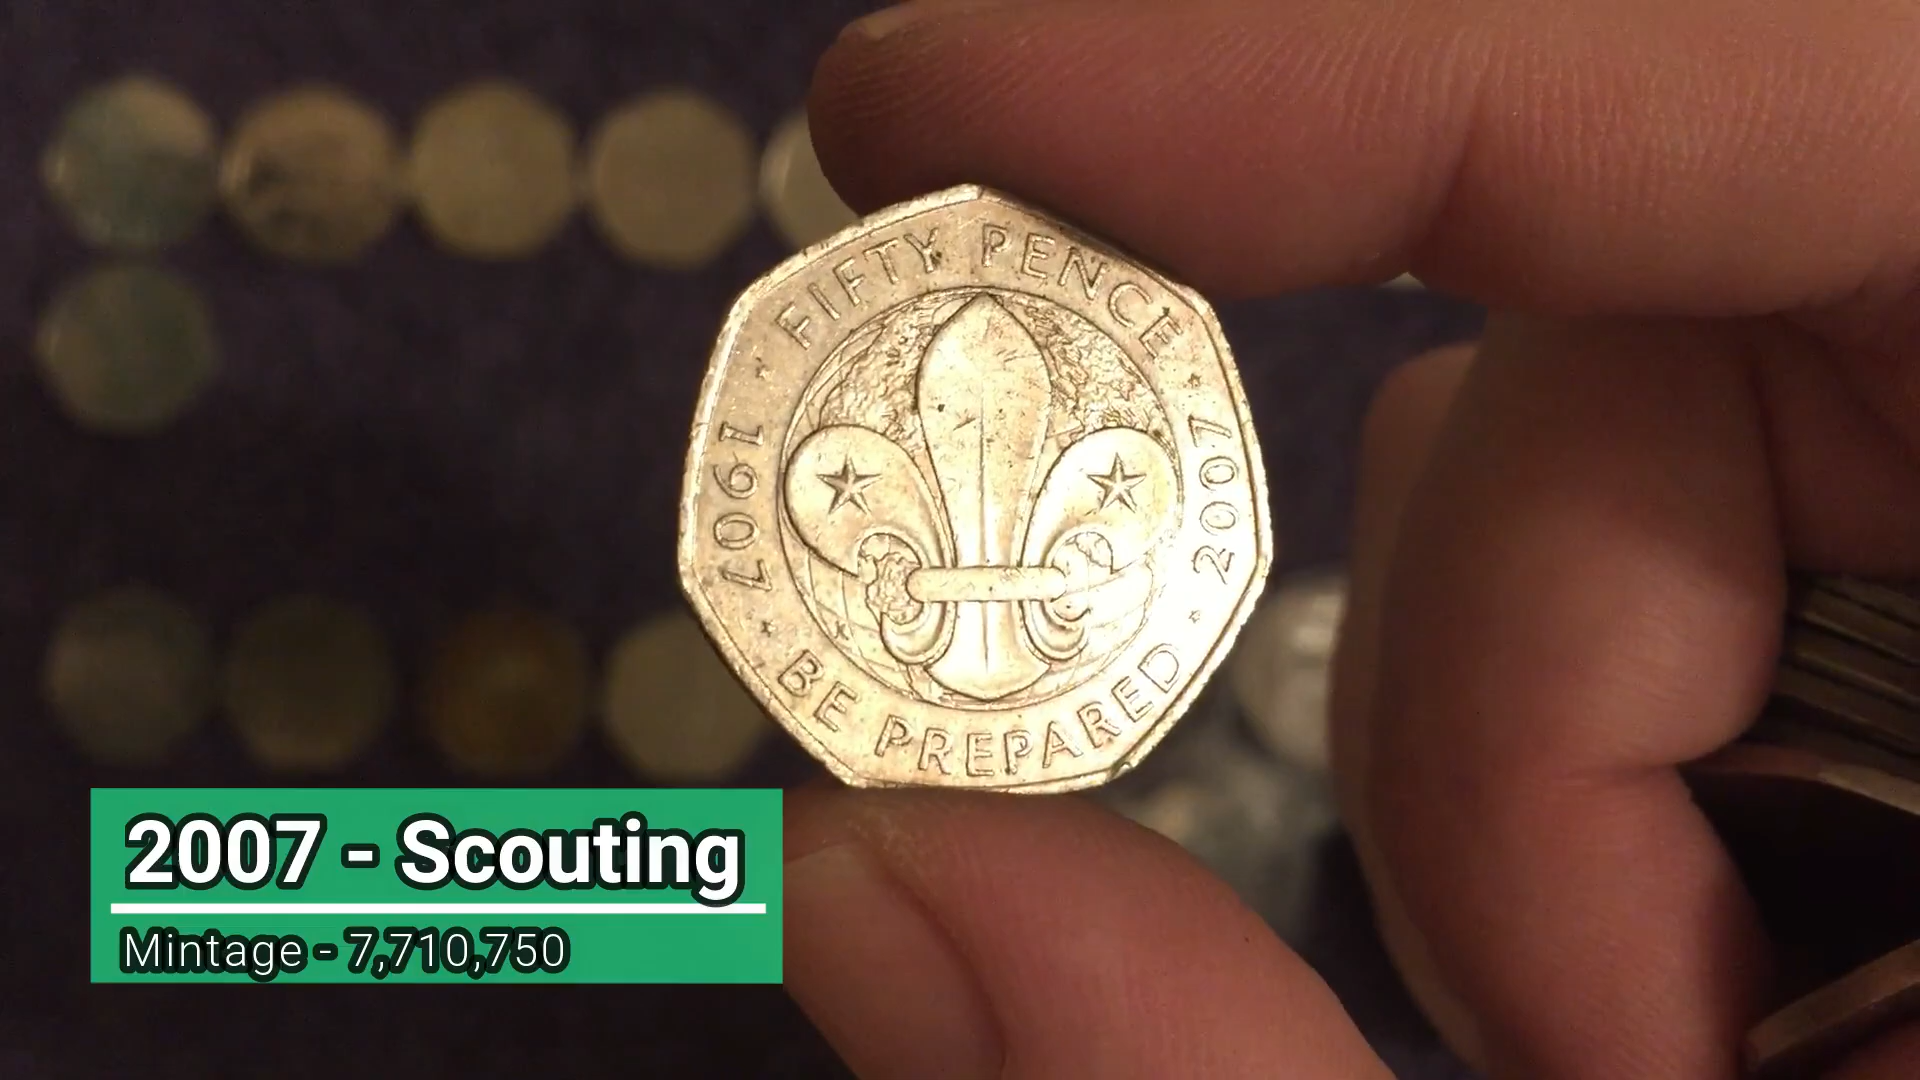 FIFTY PENCE
1907
2007
BE PREPARED
2007 - Scouting
Mintage - 7,710,750